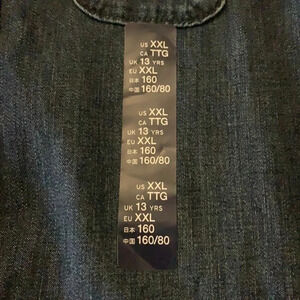 US XXL
CA TTG
UK 13 YRS
EU XXL
日本 160
中国 160/80
US XXL
CA TTG
UK 13 YRS
EU XXL
日本 160
中国 160/80
US XXL
CA TTG
UK 13 YRS
EU XXL
日本 160
中国 160/80